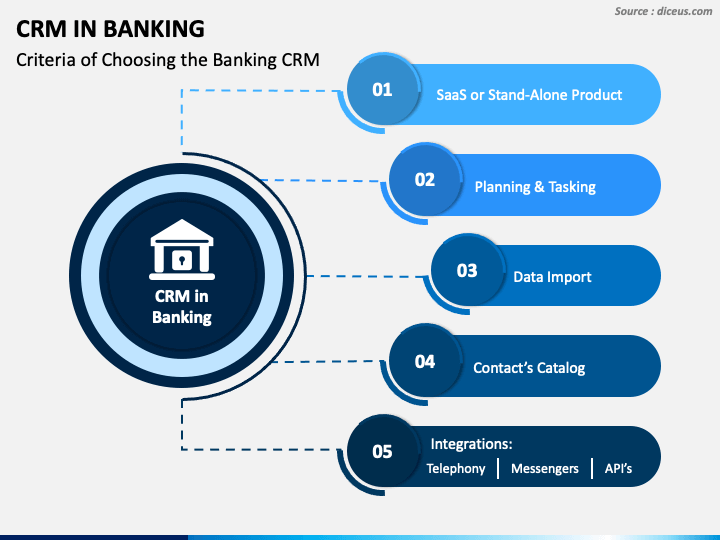 CRM IN BANKING
Source : diceus.com
Criteria of Choosing the Banking CRM
01
SaaS or Stand-Alone Product
02
Planning & Tasking
03
Data Import
CRM in
Banking
04
Contact’s Catalog
05
Integrations:
Telephony | Messengers | API’s